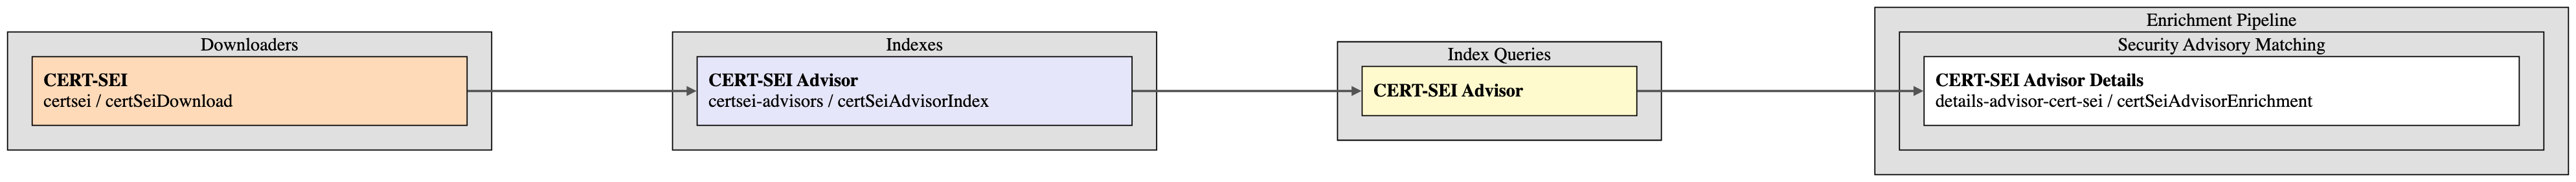 Downloaders
CERT-SEI
certsei / certSeiDownload
Indexes
CERT-SEI Advisor
certsei-advisors / certSeiAdvisorIndex
Index Queries
CERT-SEI Advisor
Enrichment Pipeline
Security Advisory Matching
CERT-SEI Advisor Details
details-advisor-cert-sei / certSeiAdvisorEnrichment